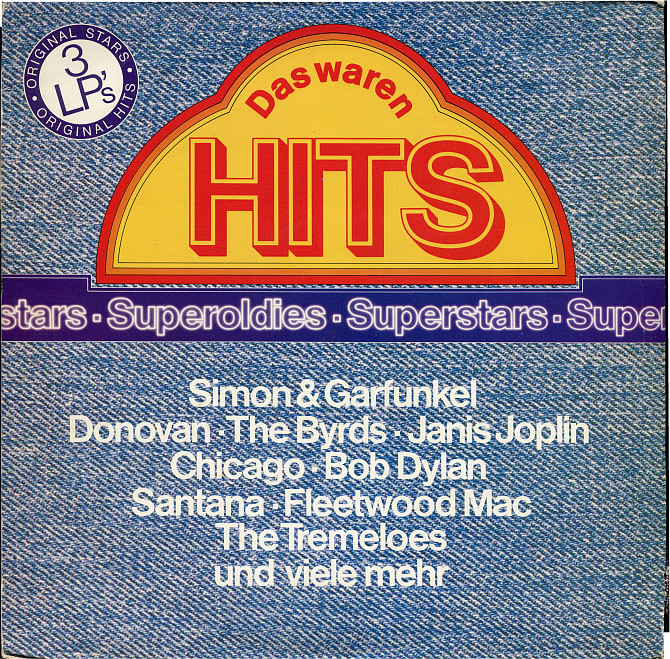 ORIGINAL STARS •
3
LP's
ORIGINAL HITS •
Das waren
HITS
stars • Superoldies • Superstars • Super
Simon & Garfunkel
Donovan • The Byrds • Janis Joplin
Chicago • Bob Dylan
Santana • Fleetwood Mac
The Tremeloes
und viele mehr